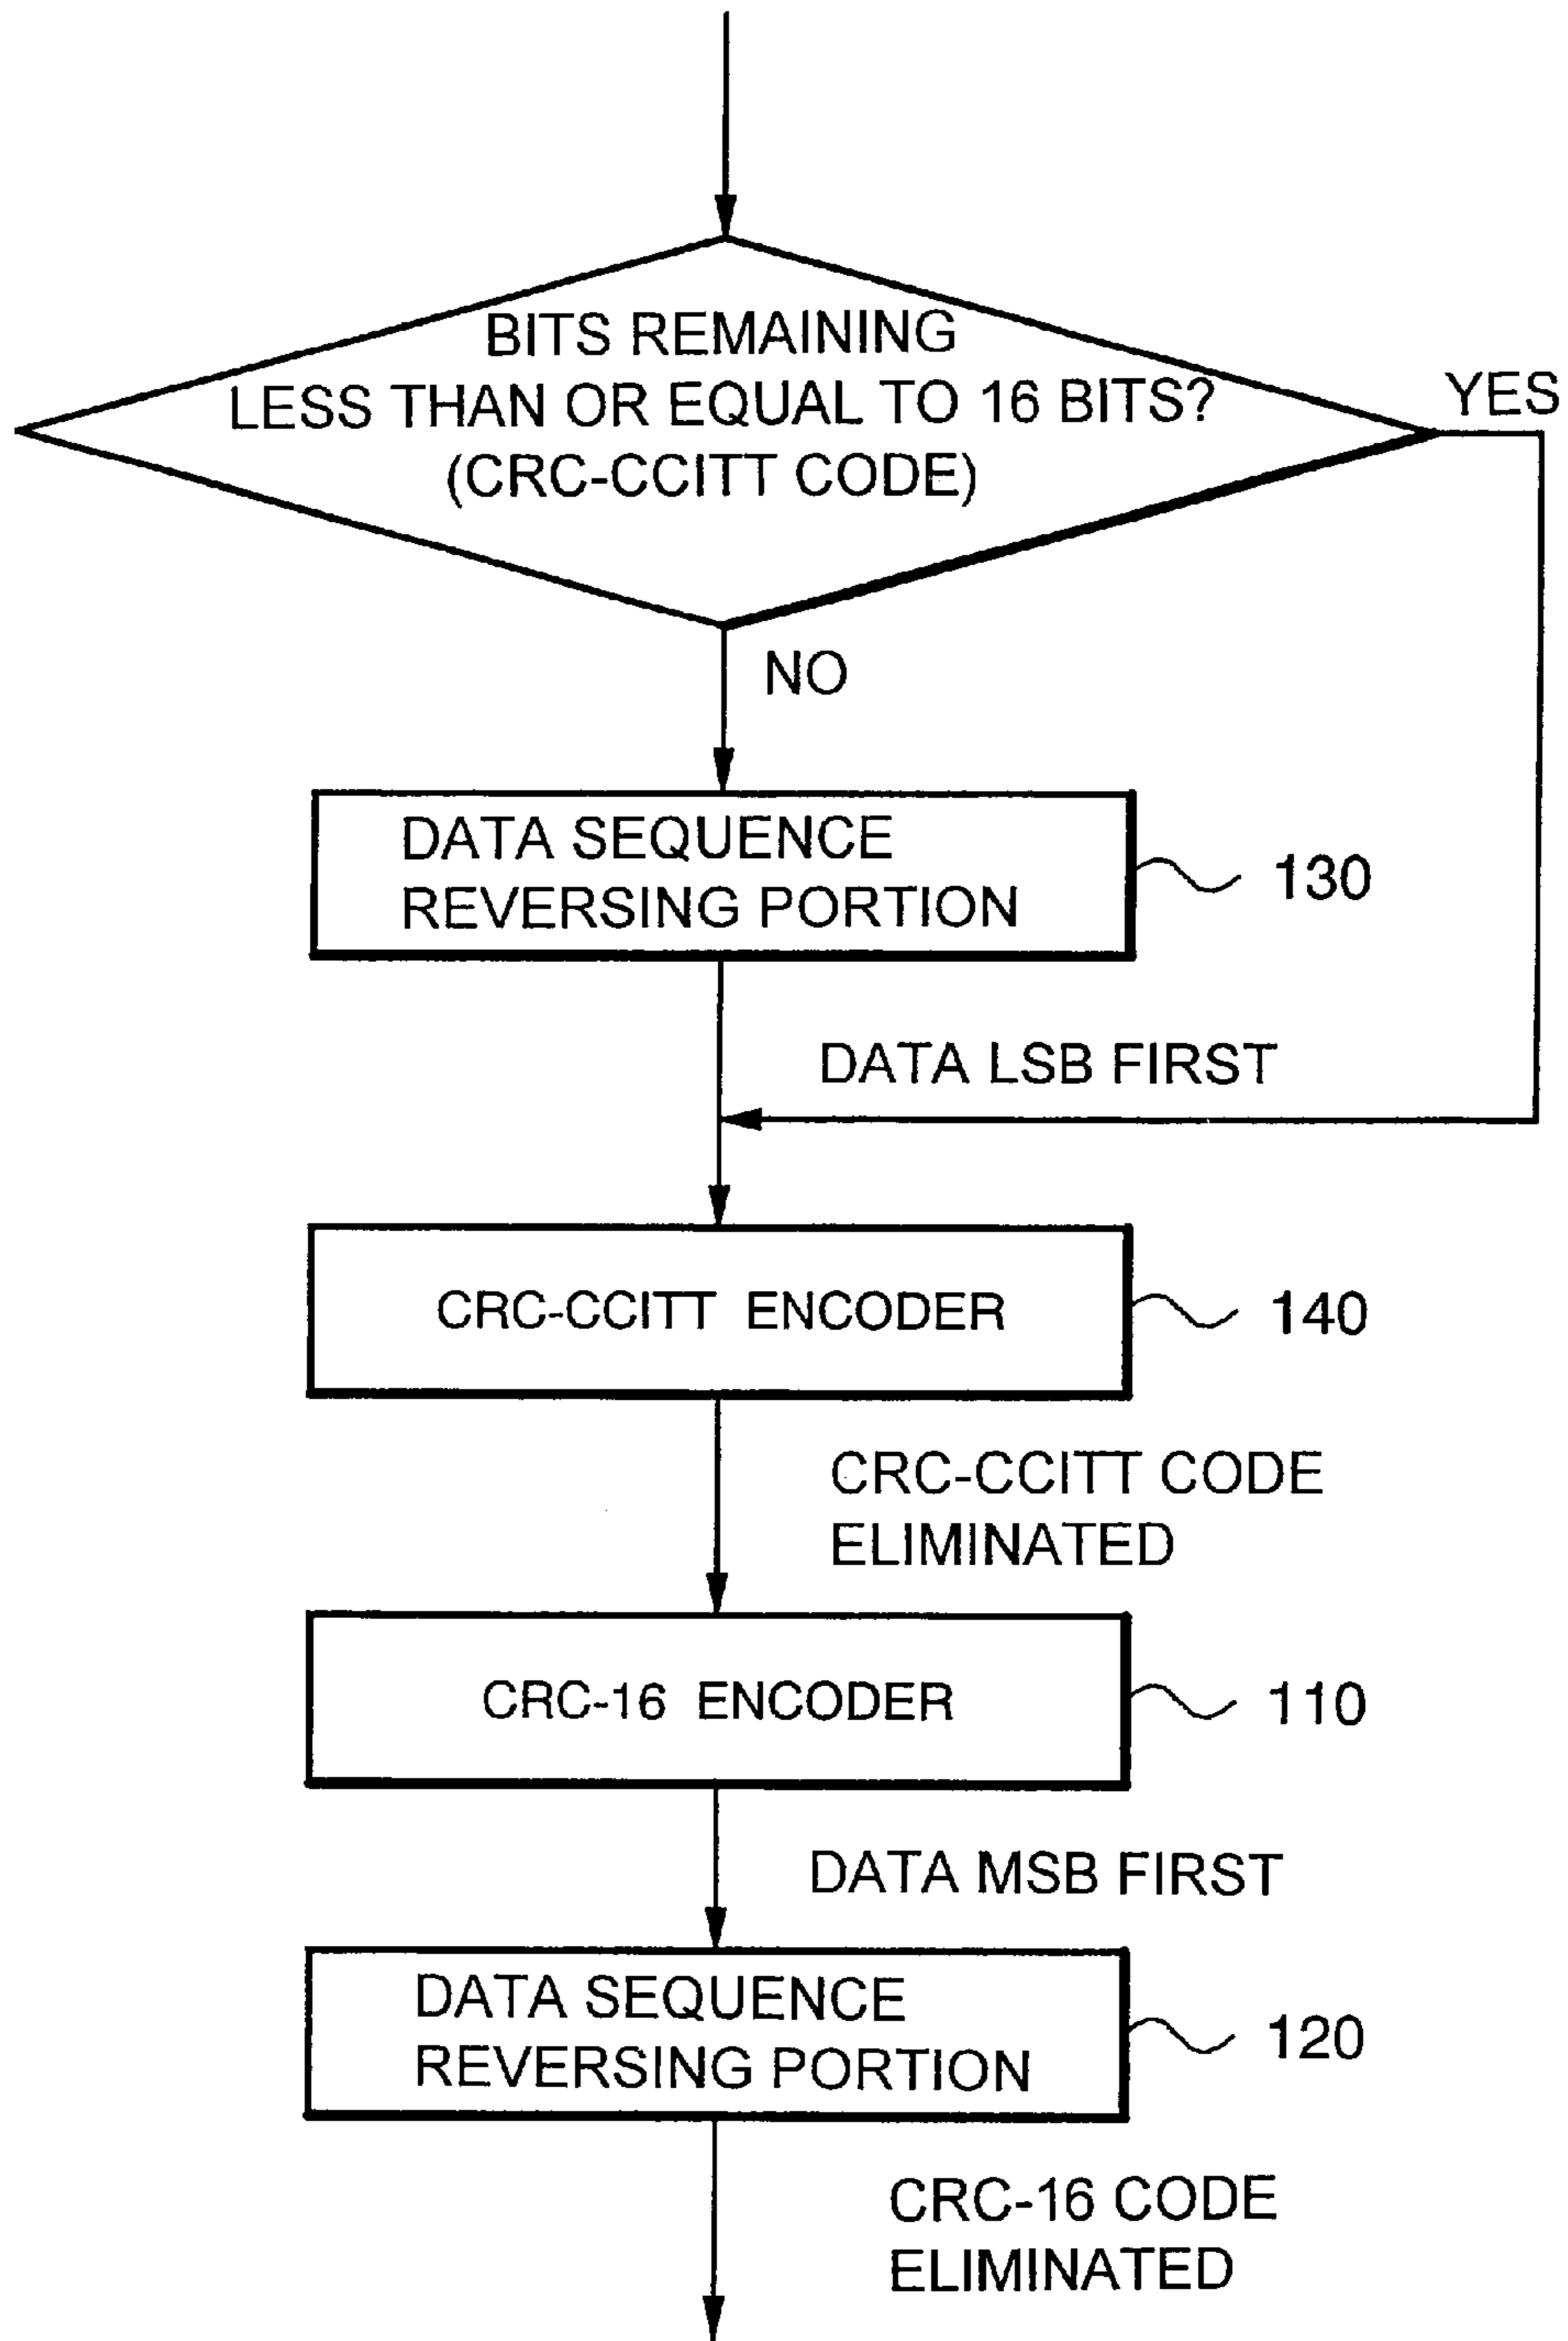 BITS REMAINING
LESS THAN OR EQUAL TO 16 BITS?
(CRC-CCITT CODE)
YES
NO
DATA SEQUENCE
REVERSING PORTION
130
DATA LSB FIRST
CRC-CCITT ENCODER
140
CRC-CCITT CODE
ELIMINATED
CRC-16 ENCODER
110
DATA MSB FIRST
DATA SEQUENCE
REVERSING PORTION
120
CRC-16 CODE
ELIMINATED